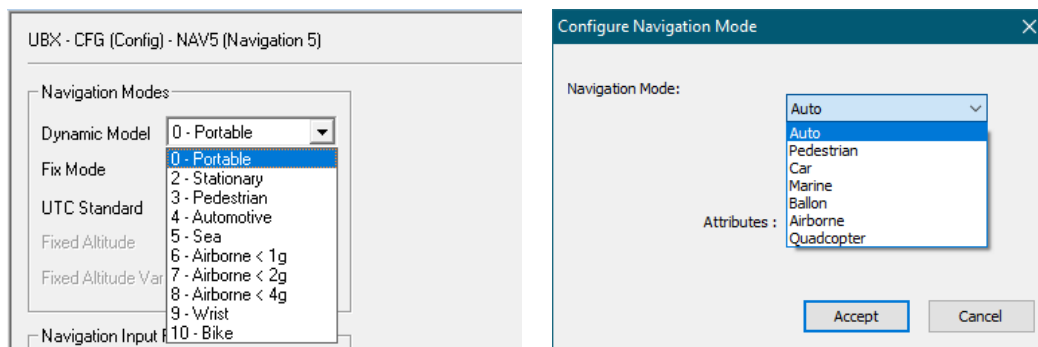 UBX - CFG (Config) - NAV5 (Navigation 5)
Navigation Modes
Dynamic Model 0 - Portable
0 - Portable
2 - Stationary
3 - Pedestrian
4 - Automotive
5 - Sea
6 - Airborne < 1g
7 - Airborne < 2g
8 - Airborne < 4g
9 - Wrist
10 - Bike
Fix Mode
UTC Standard
Fixed Altitude
Fixed Altitude Var
Navigation Input
Configure Navigation Mode
Navigation Mode:
Auto
Auto
Pedestrian
Car
Marine
Ballon
Airborne
Quadcopter
Attributes :
Accept Cancel